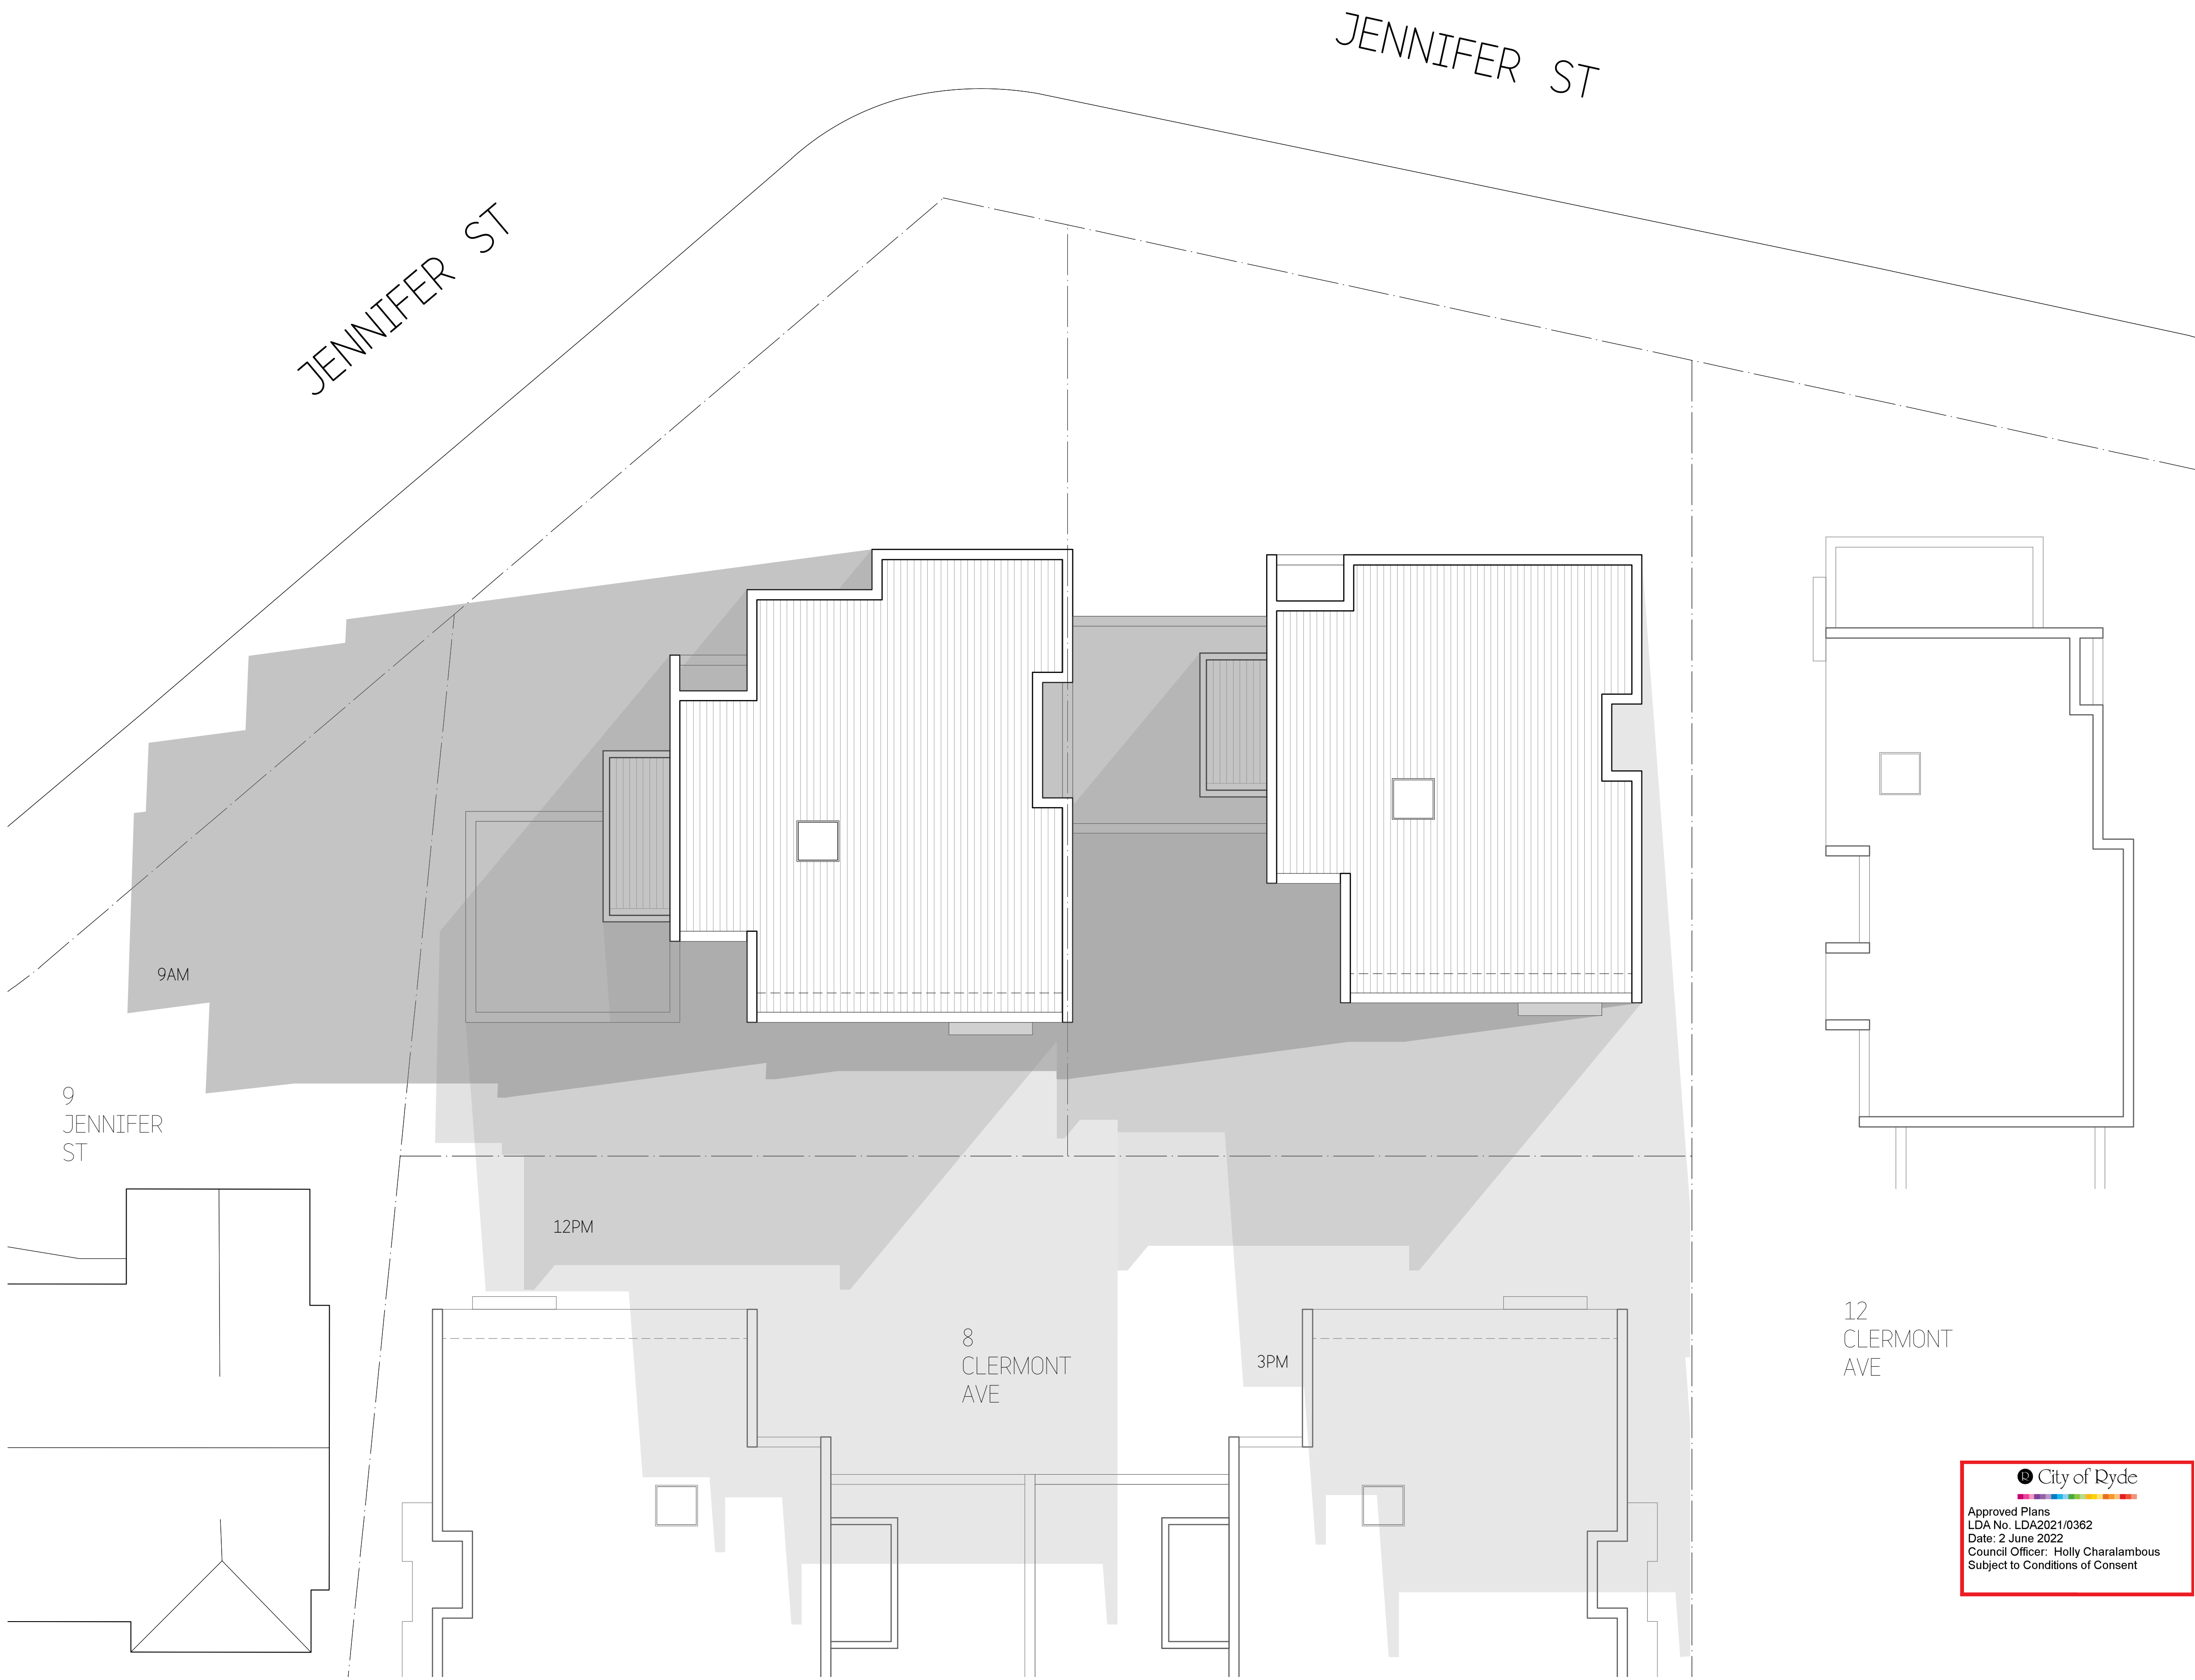 JENNIFER ST
JENNIFER ST
9AM
9
JENNIFER
ST
12PM
8
CLERMONT
AVE
3PM
12
CLERMONT
AVE
R City of Ryde
Approved Plans
LDA No. LDA2021/0362
Date: 2 June 2022
Council Officer: Holly Charalambous
Subject to Conditions of Consent